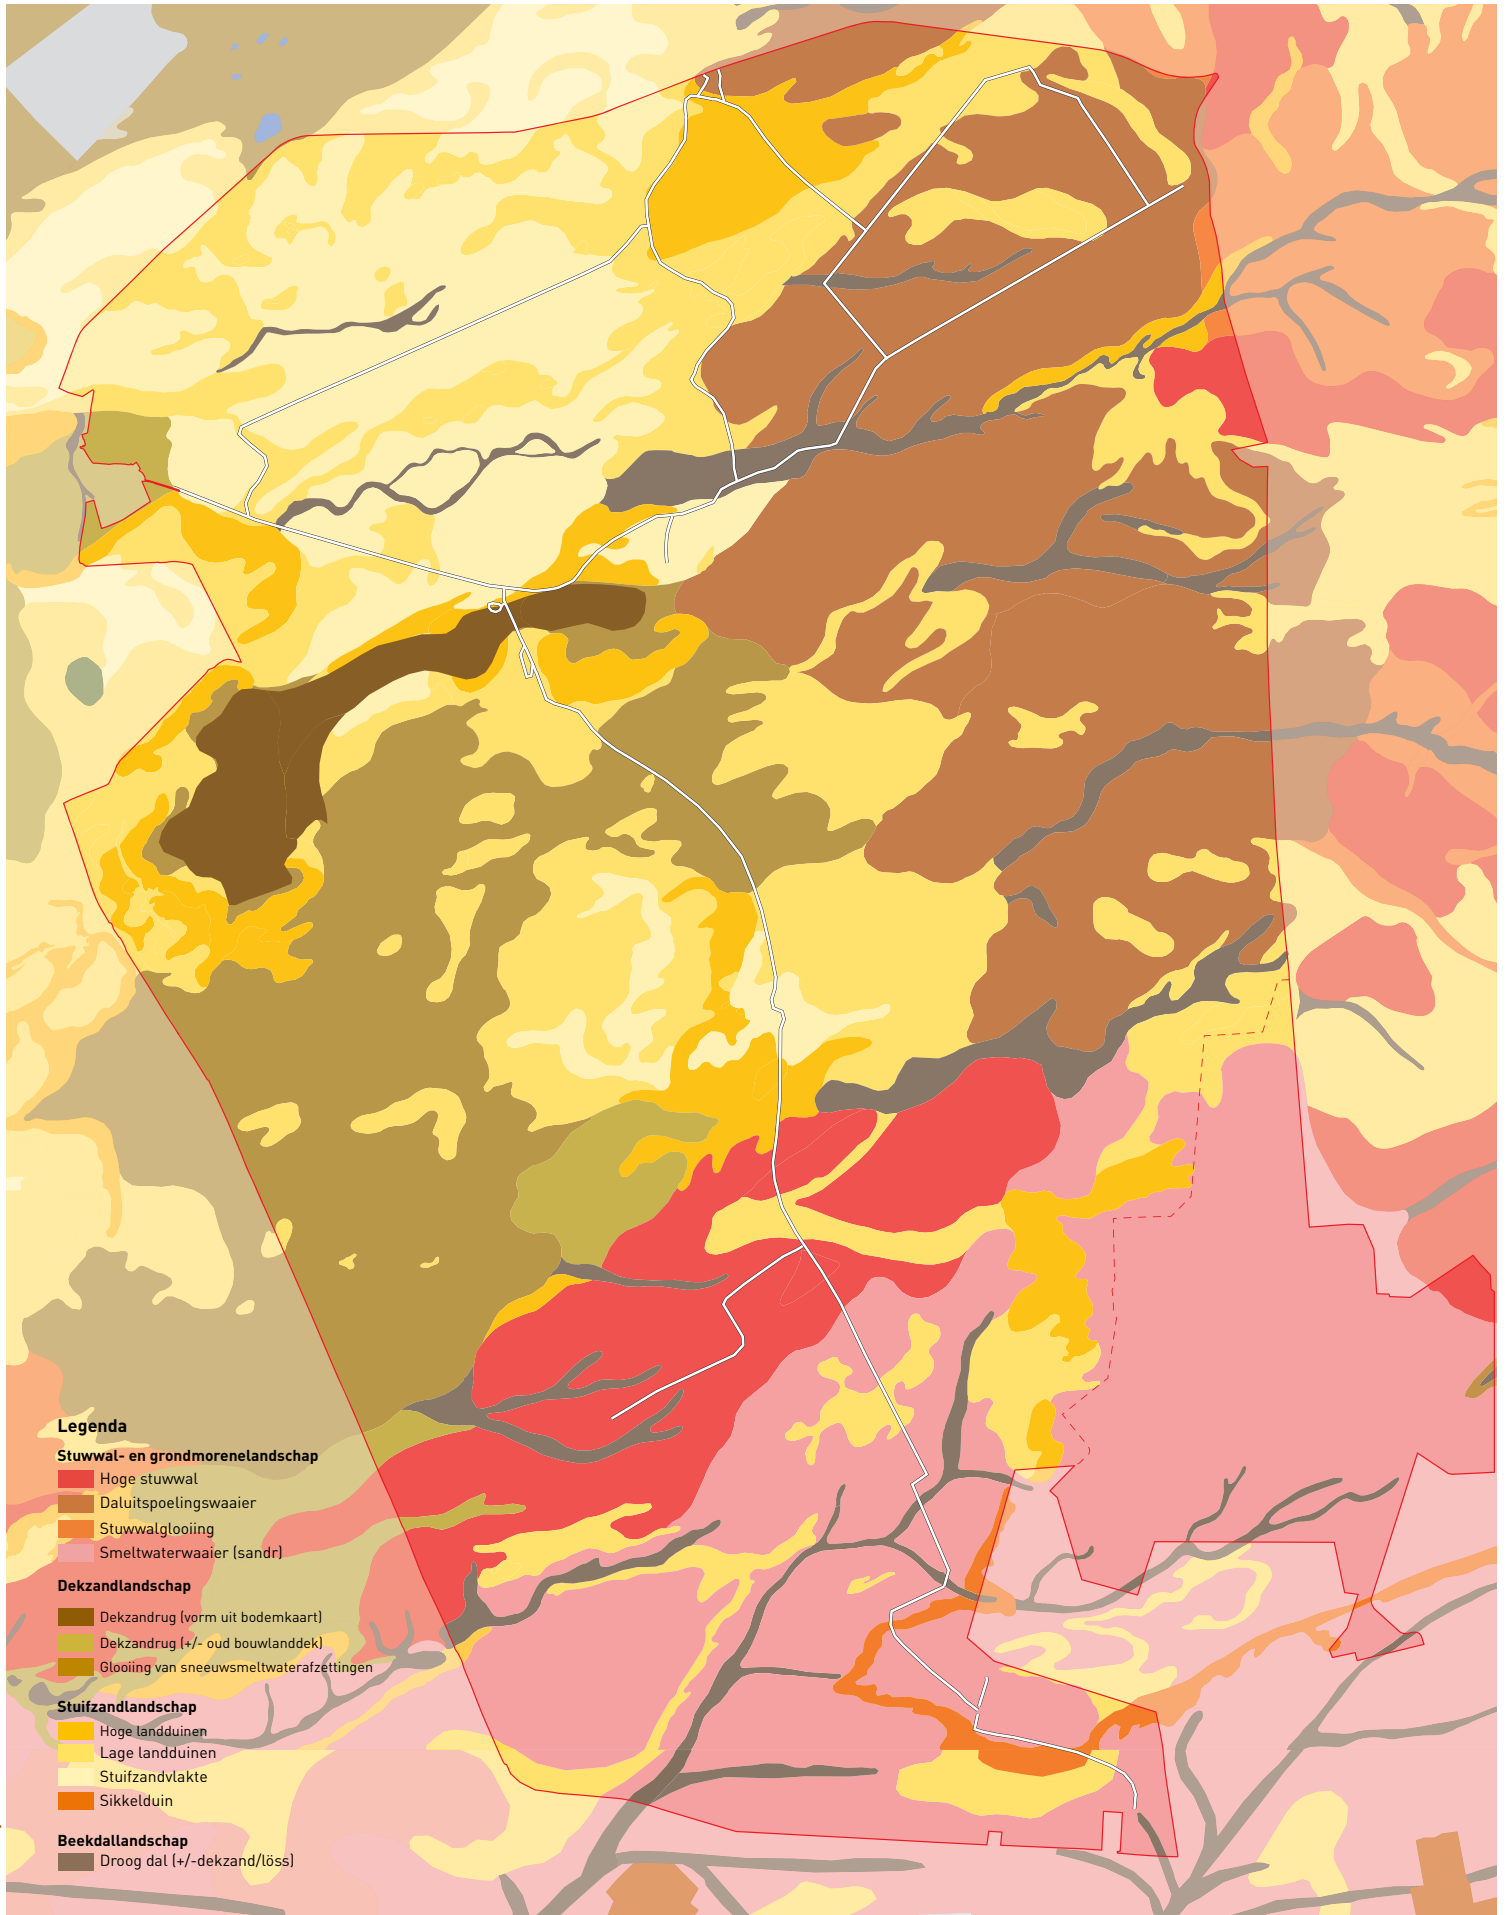 Legenda
Stuwwal- en grondmorenelandschap
Hoge stuwwal
Daluitspoelingswaaier
Stuwwalglooiing
Smeltwaterwaaier (sandr)
Dekzandlandschap
Dekzandrug (vorm uit bodemkaart)
Dekzandrug (+/- oud bouwlanddek)
Glooiing van sneeuwsmeltwaterafzettingen
Stuifzandlandschap
Hoge landduinen
Lage landduinen
Stuifzandvlakte
Sikkelduin
Beekdallandschap
Droog dal (+/-dekzand/löss)